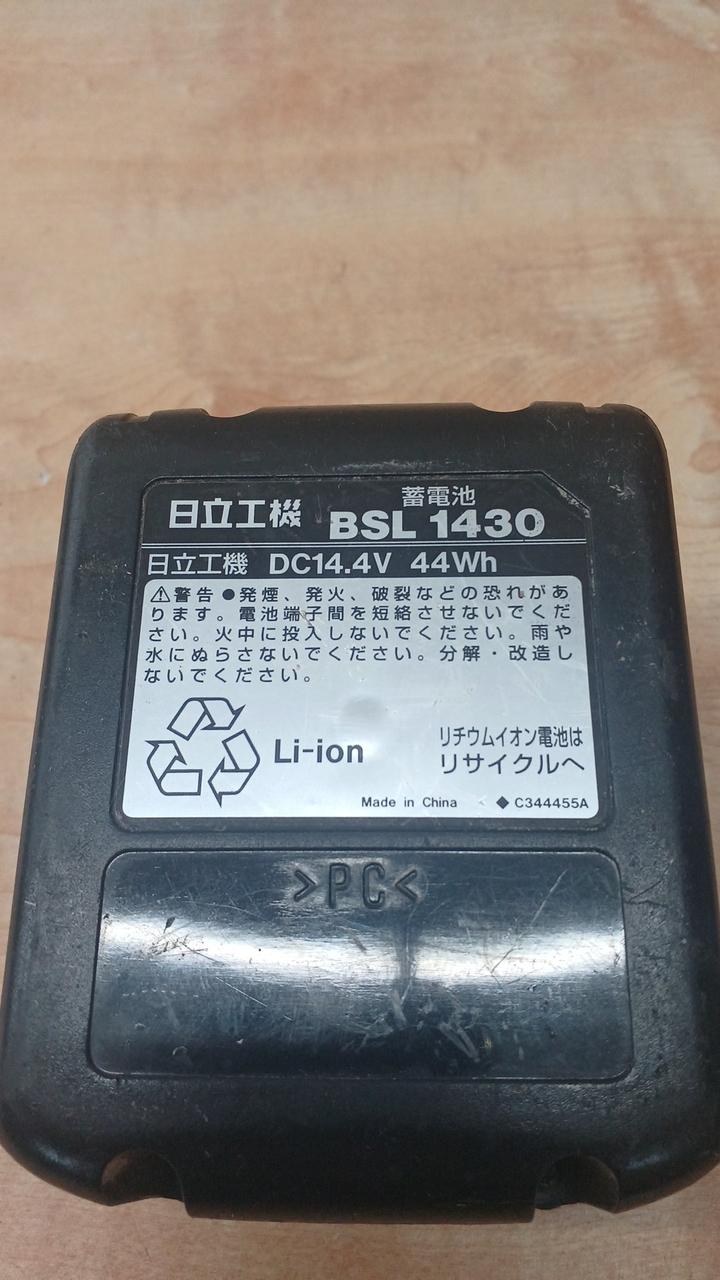 蓄電池
日立工機 BSL 1430
日立工機 DC14.4V 44Wh
⚠警告 ●発煙、発火、破裂などの恐れがあ
ります。電池端子間を短絡させないでくだ
さい。火中に投入しないでください。雨や
水にぬらさないでください。分解・改造し
ないでください。
Li-ion
リチウムイオン電池は
リサイクルへ
Made in China ◆C344455A
>PC<